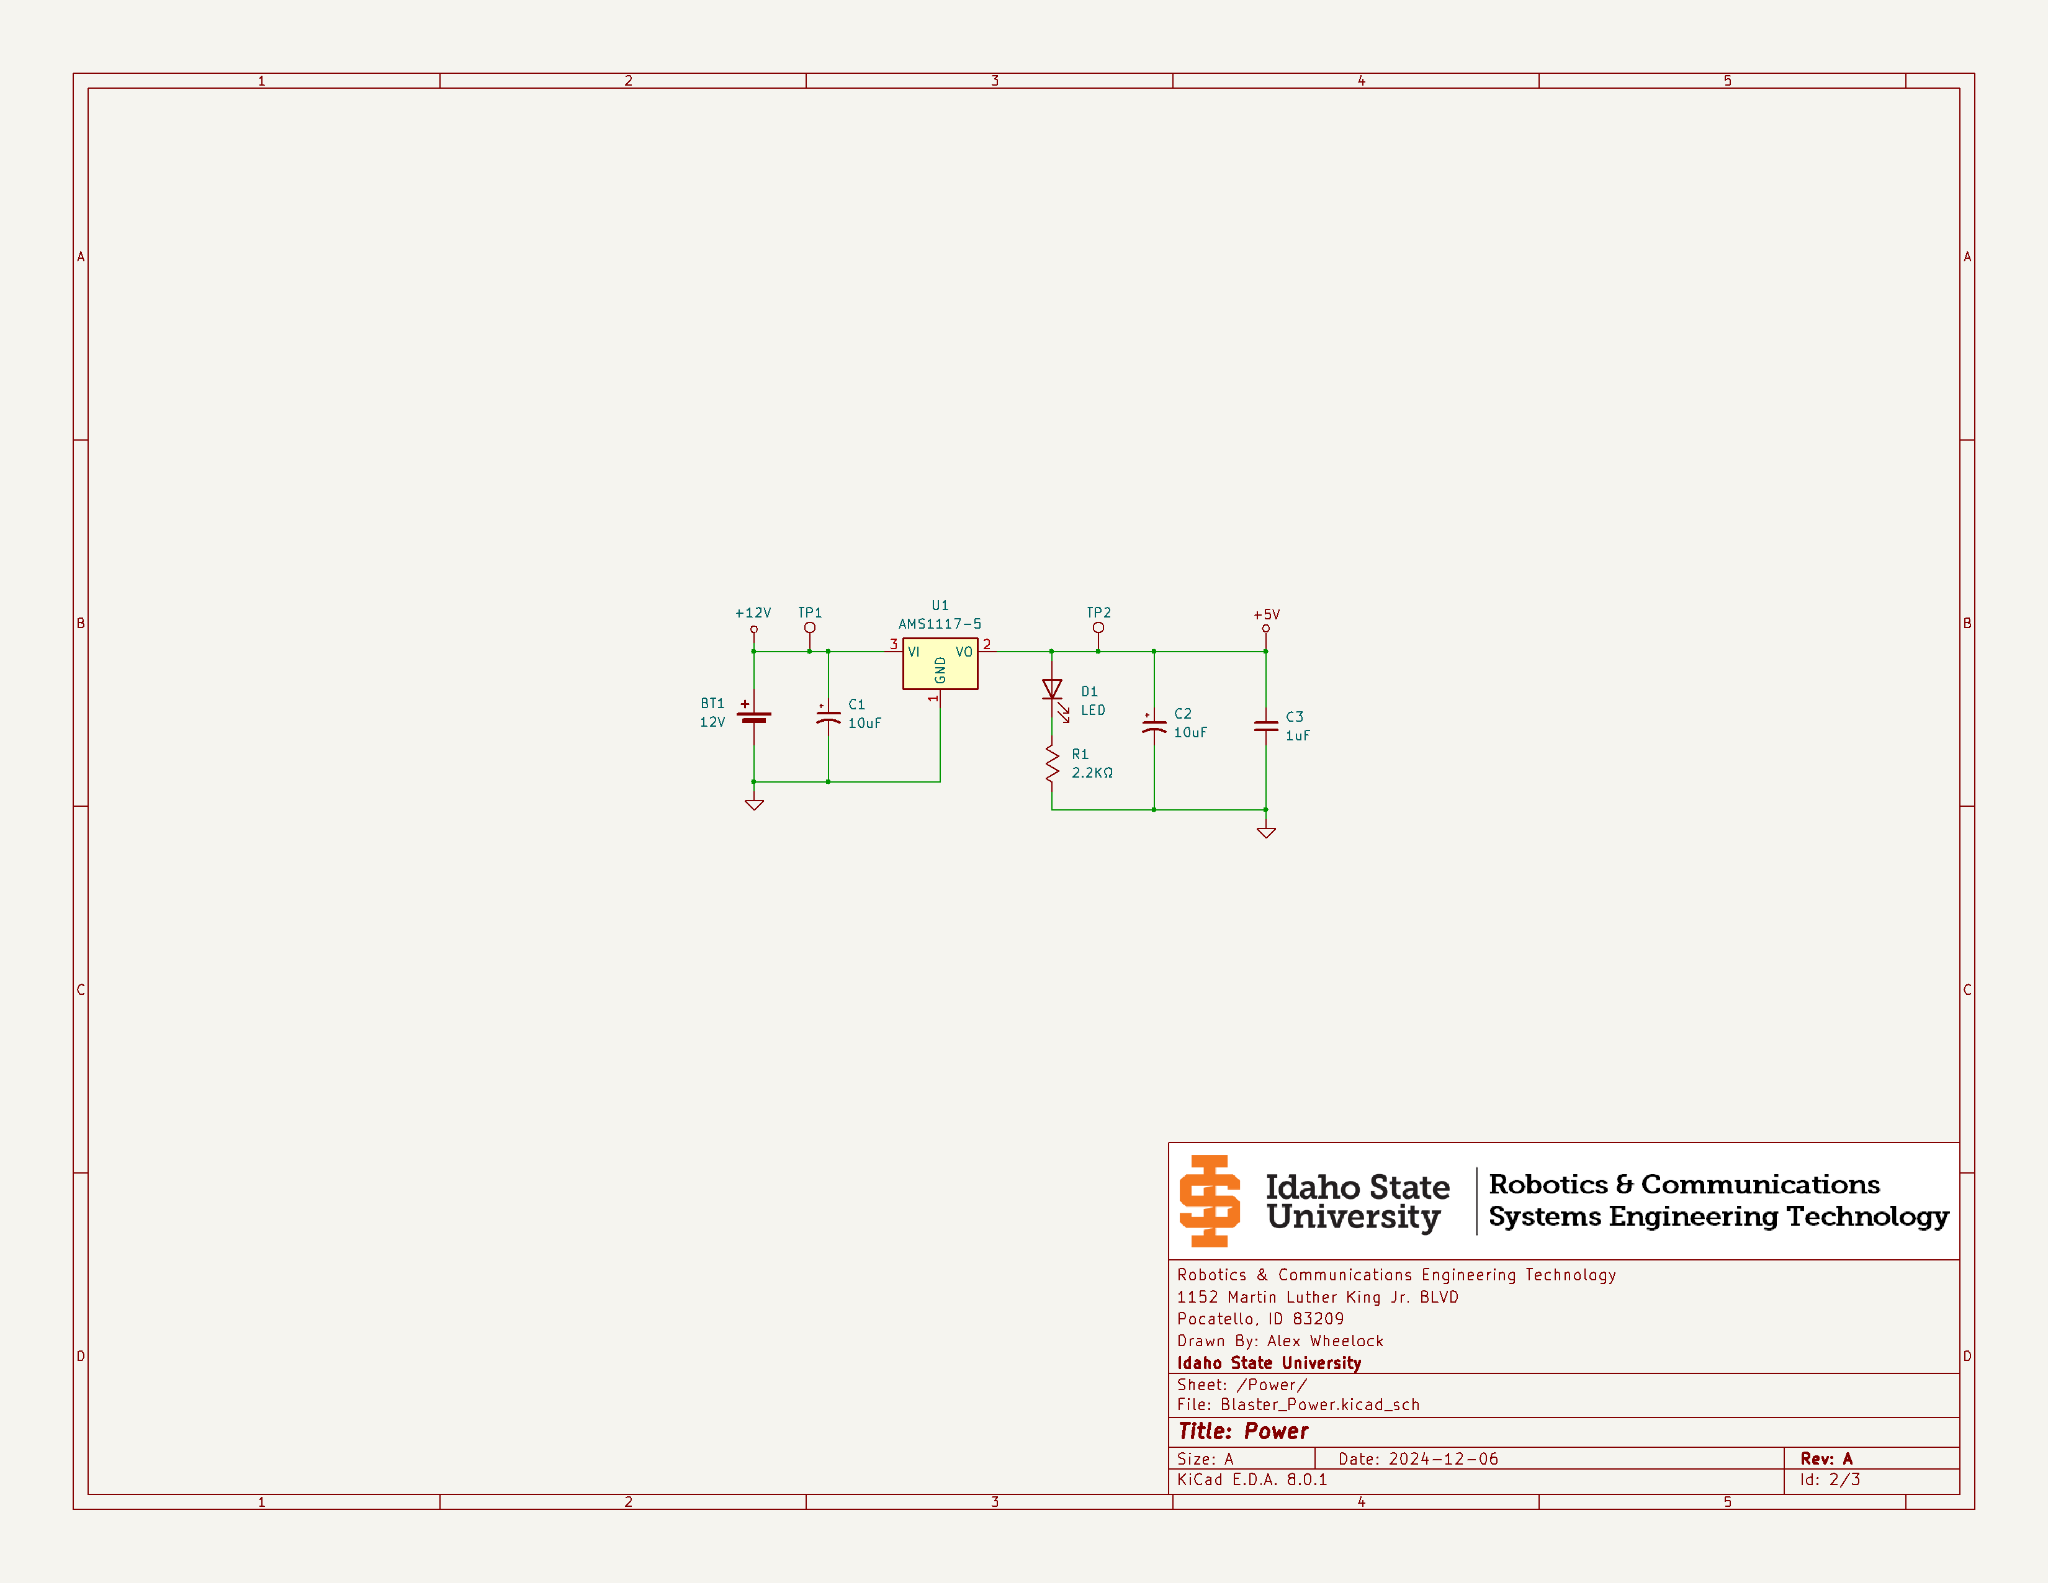 1 2 3 4 5
A A
B B
C C
D D
+12V TP1
U1
AMS1117-5
TP2
+5V
3 VI VO 2
GND
1
BT1
12V
C1
10uF
D1
LED
C2
10uF
C3
1uF
R1
2.2KΩ
Idaho State
University
Robotics & Communications
Systems Engineering Technology
Robotics & Communications Engineering Technology
1152 Martin Luther King Jr. BLVD
Pocatello, ID 83209
Drawn By: Alex Wheelock
Idaho State University
Sheet: /Power/
File: Blaster_Power.kicad_sch
Title: Power
Size: A Date: 2024-12-06 Rev: A
KiCad E.D.A. 8.0.1 Id: 2/3
1 2 3 4 5